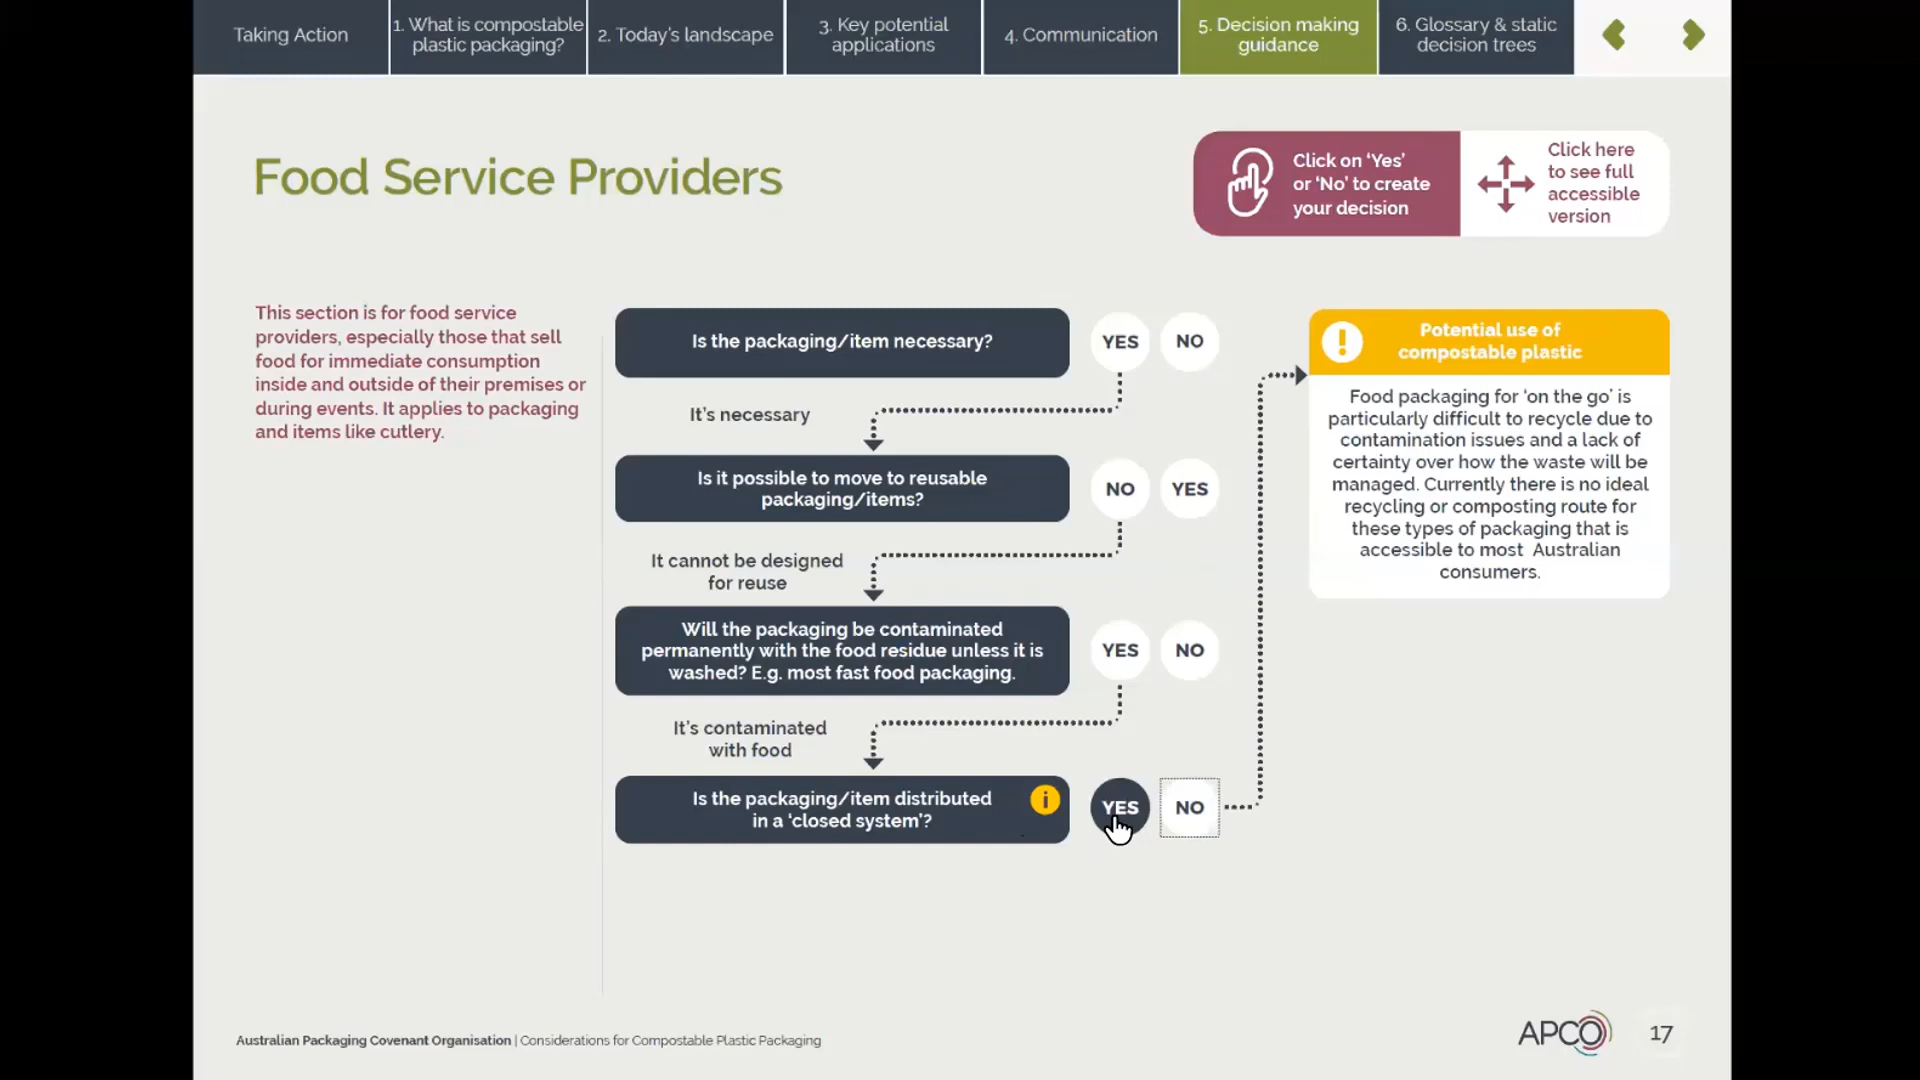 Taking Action
1. What is compostable
plastic packaging?
2. Today's landscape
3. Key potential
applications
4. Communication
5. Decision making
guidance
6. Glossary & static
decision trees
Food Service Providers
Click on ‘Yes’
or ‘No’ to create
your decision
Click here
to see full
accessible
version
This section is for food service
providers, especially those that sell
food for immediate consumption
inside and outside of their premises or
during events. It applies to packaging
and items like cutlery.
Is the packaging/item necessary?
YES NO
It’s necessary
Is it possible to move to reusable
packaging/items?
NO YES
It cannot be designed
for reuse
Will the packaging be contaminated
permanently with the food residue unless it is
washed? E.g. most fast food packaging.
YES NO
It’s contaminated
with food
Is the packaging/item distributed
in a ‘closed system’?
i
YES NO
!
Potential use of
compostable plastic
Food packaging for ‘on the go’ is
particularly difficult to recycle due to
contamination issues and a lack of
certainty over how the waste will be
managed. Currently there is no ideal
recycling or composting route for
these types of packaging that is
accessible to most Australian
consumers.
Australian Packaging Covenant Organisation | Considerations for Compostable Plastic Packaging
APCO
17